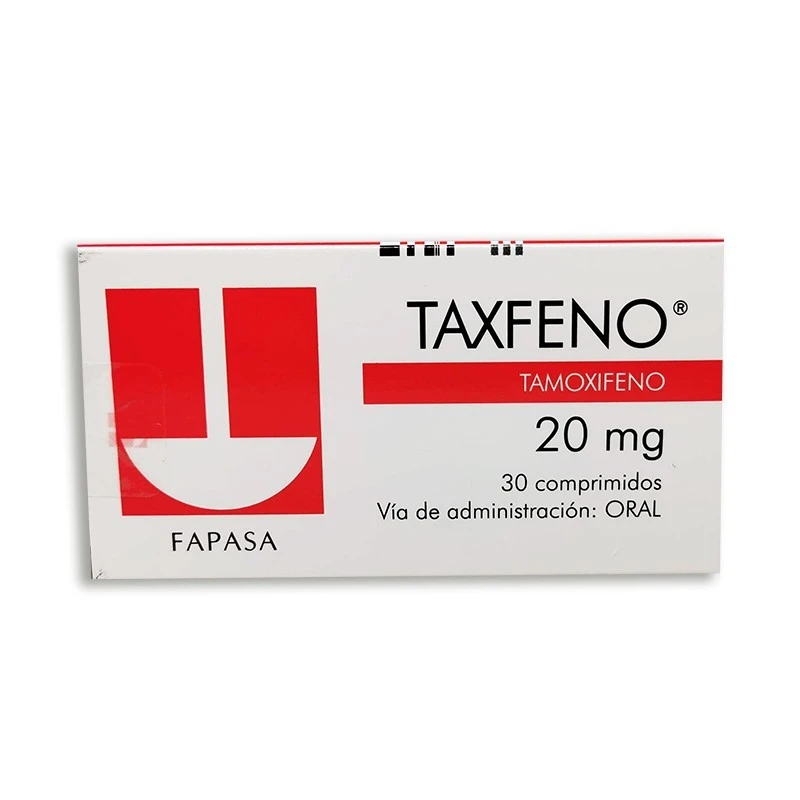 TAXFENO®
TAMOXIFENO
20 mg
30 comprimidos
Vía de administración: ORAL
FAPASA